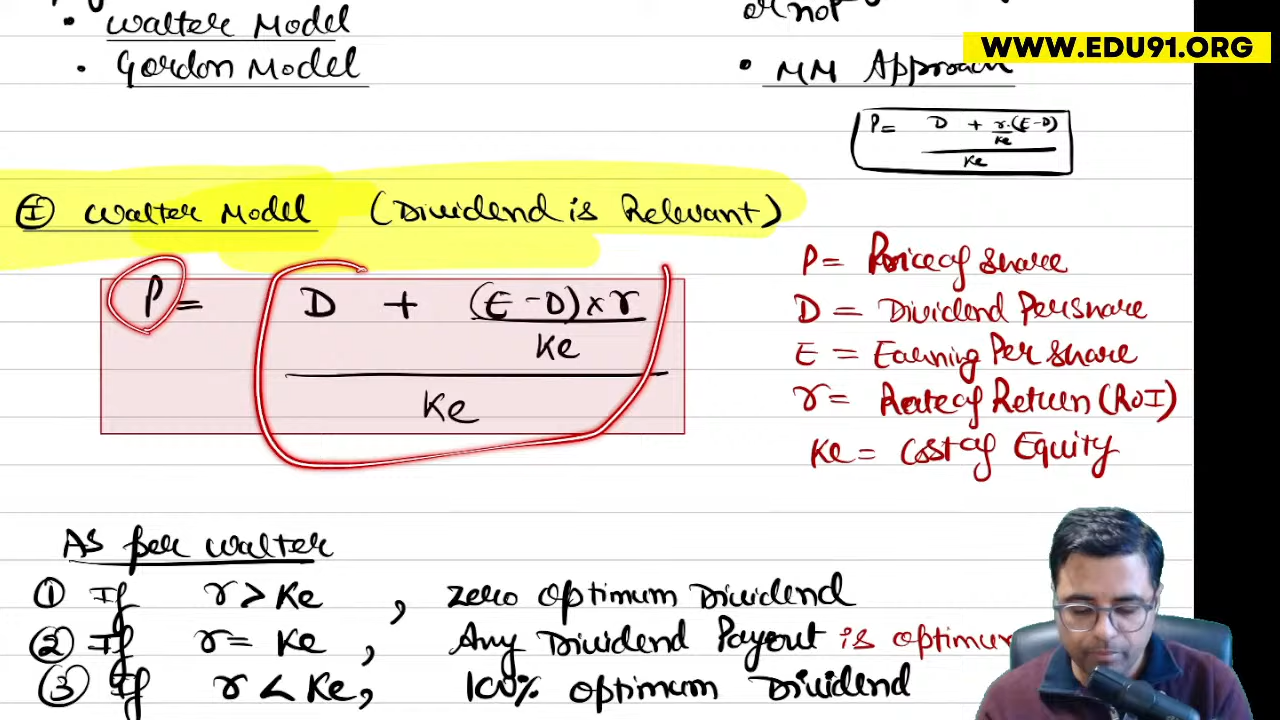 Walter Model
Gordon Model
or not
WWW.EDU91.ORG
MM Approach
P= D + r.(E-D)
Ke
Ke
I Walter Model (Dividend is Relevant)
P= D + (E-D)×r
Ke
Ke
P= Price of share
D = Dividend Per share
E = Earning Per share
r= Rate of Return (RoI)
Ke= Cost of Equity
As per Walter
① If r > Ke , zero optimum Dividend
② If r = Ke , Any Dividend Payout is optimum
③ If r < Ke, 100% optimum Dividend